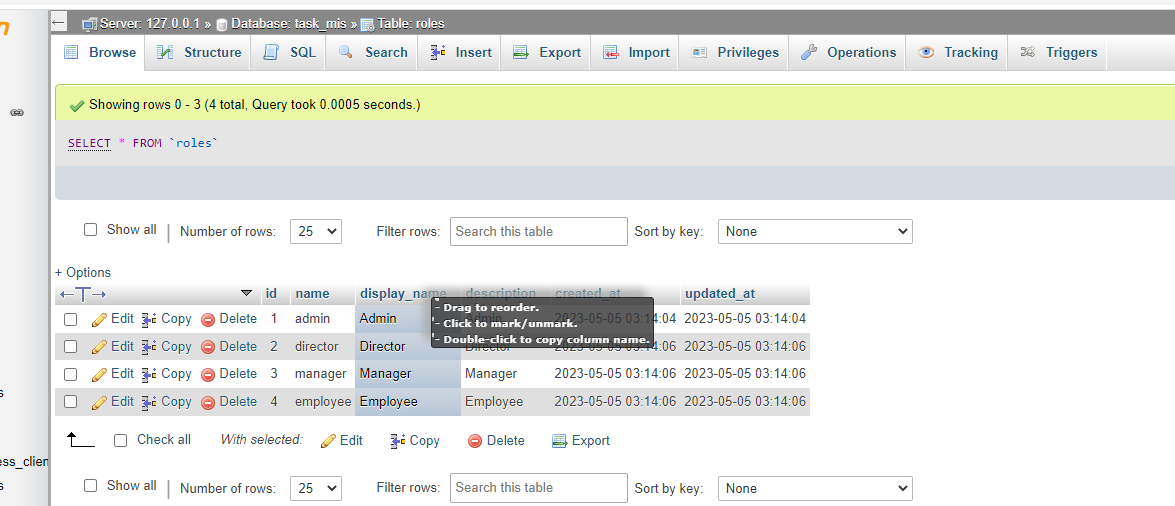 Server: 127.0.0.1 » Database: task_mis » Table: roles
Browse Structure SQL Search Insert Export Import Privileges Operations Tracking Triggers
Showing rows 0 - 3 (4 total, Query took 0.0005 seconds.)
SELECT * FROM `roles`
Show all | Number of rows: 25 Filter rows: Search this table Sort by key: None
+ Options
id name display_name description created_at updated_at
Edit Copy Delete 1 admin Admin 2023-05-05 03:14:04 2023-05-05 03:14:04
- Drag to reorder.
- Click to mark/unmark.
- Double-click to copy column name.
Edit Copy Delete 2 director Director Director 2023-05-05 03:14:06 2023-05-05 03:14:06
Edit Copy Delete 3 manager Manager Manager 2023-05-05 03:14:06 2023-05-05 03:14:06
Edit Copy Delete 4 employee Employee Employee 2023-05-05 03:14:06 2023-05-05 03:14:06
Check all With selected: Edit Copy Delete Export
ess_clien
Show all | Number of rows: 25 Filter rows: Search this table Sort by key: None